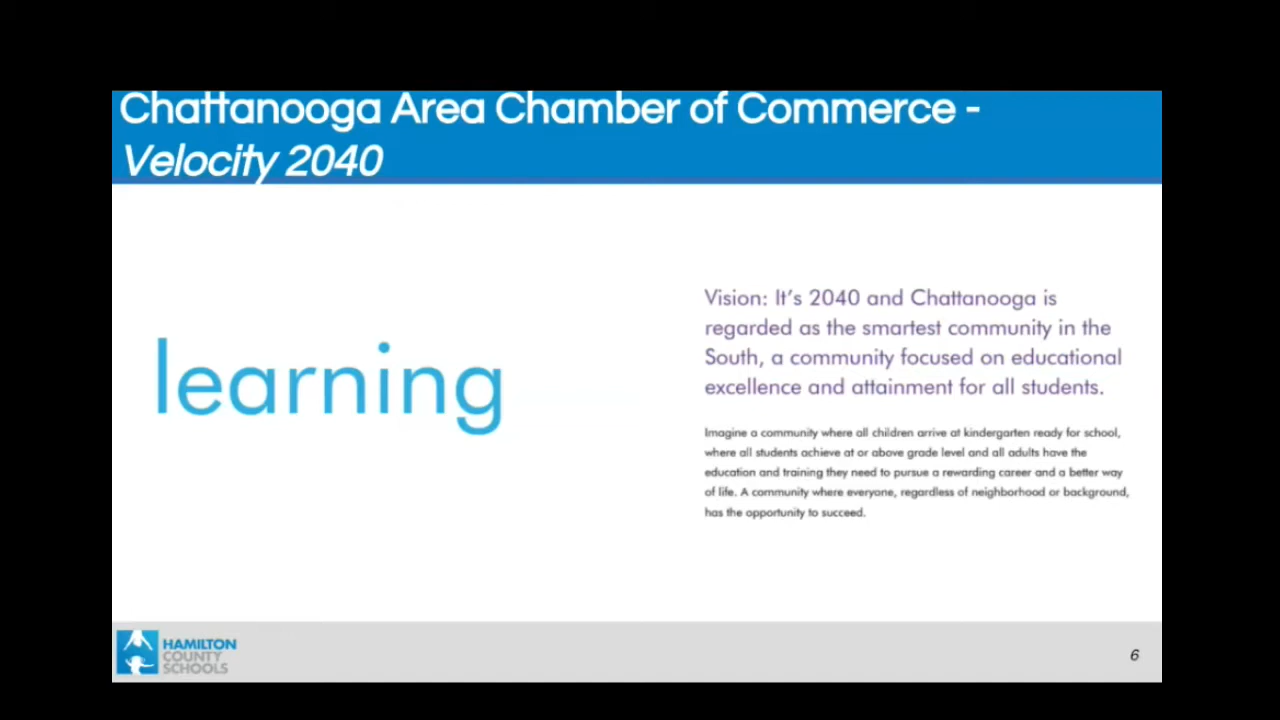 Chattanooga Area Chamber of Commerce -
Velocity 2040
learning
Vision: It's 2040 and Chattanooga is
regarded as the smartest community in the
South, a community focused on educational
excellence and attainment for all students.
Imagine a community where all children arrive at kindergarten ready for school,
where all students achieve at or above grade level and all adults have the
education and training they need to pursue a rewarding career and a better way
of life. A community where everyone, regardless of neighborhood or background,
has the opportunity to succeed.
HAMILTON
COUNTY
SCHOOLS
6